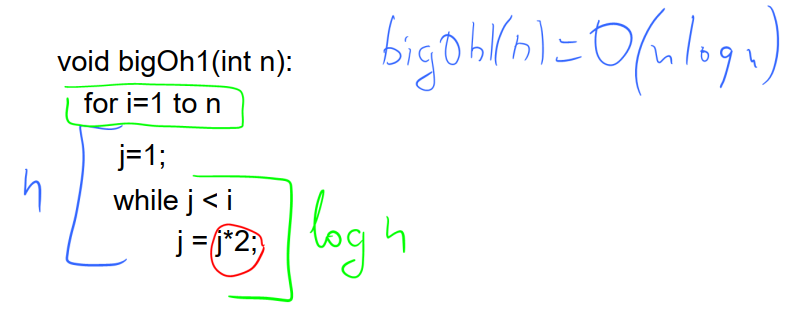 bigOh1(n)=O(n log n)
void bigOh1(int n):
for i=1 to n
j=1;
n
while j < i
j = j*2;
log n